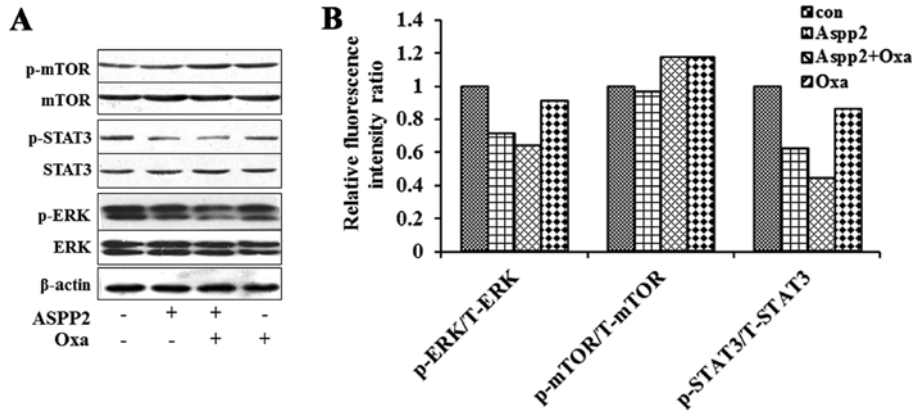 A
p-mTOR
mTOR
p-STAT3
STAT3
p-ERK
ERK
β-actin
ASPP2 - + + -
Oxa - - + +
B
Relative fluorescence
intensity ratio
1.4
1.2
1
0.8
0.6
0.4
0.2
0
p-ERK/T-ERK
p-mTOR/T-mTOR
p-STAT3/T-STAT3
con
Aspp2
Aspp2+Oxa
Oxa